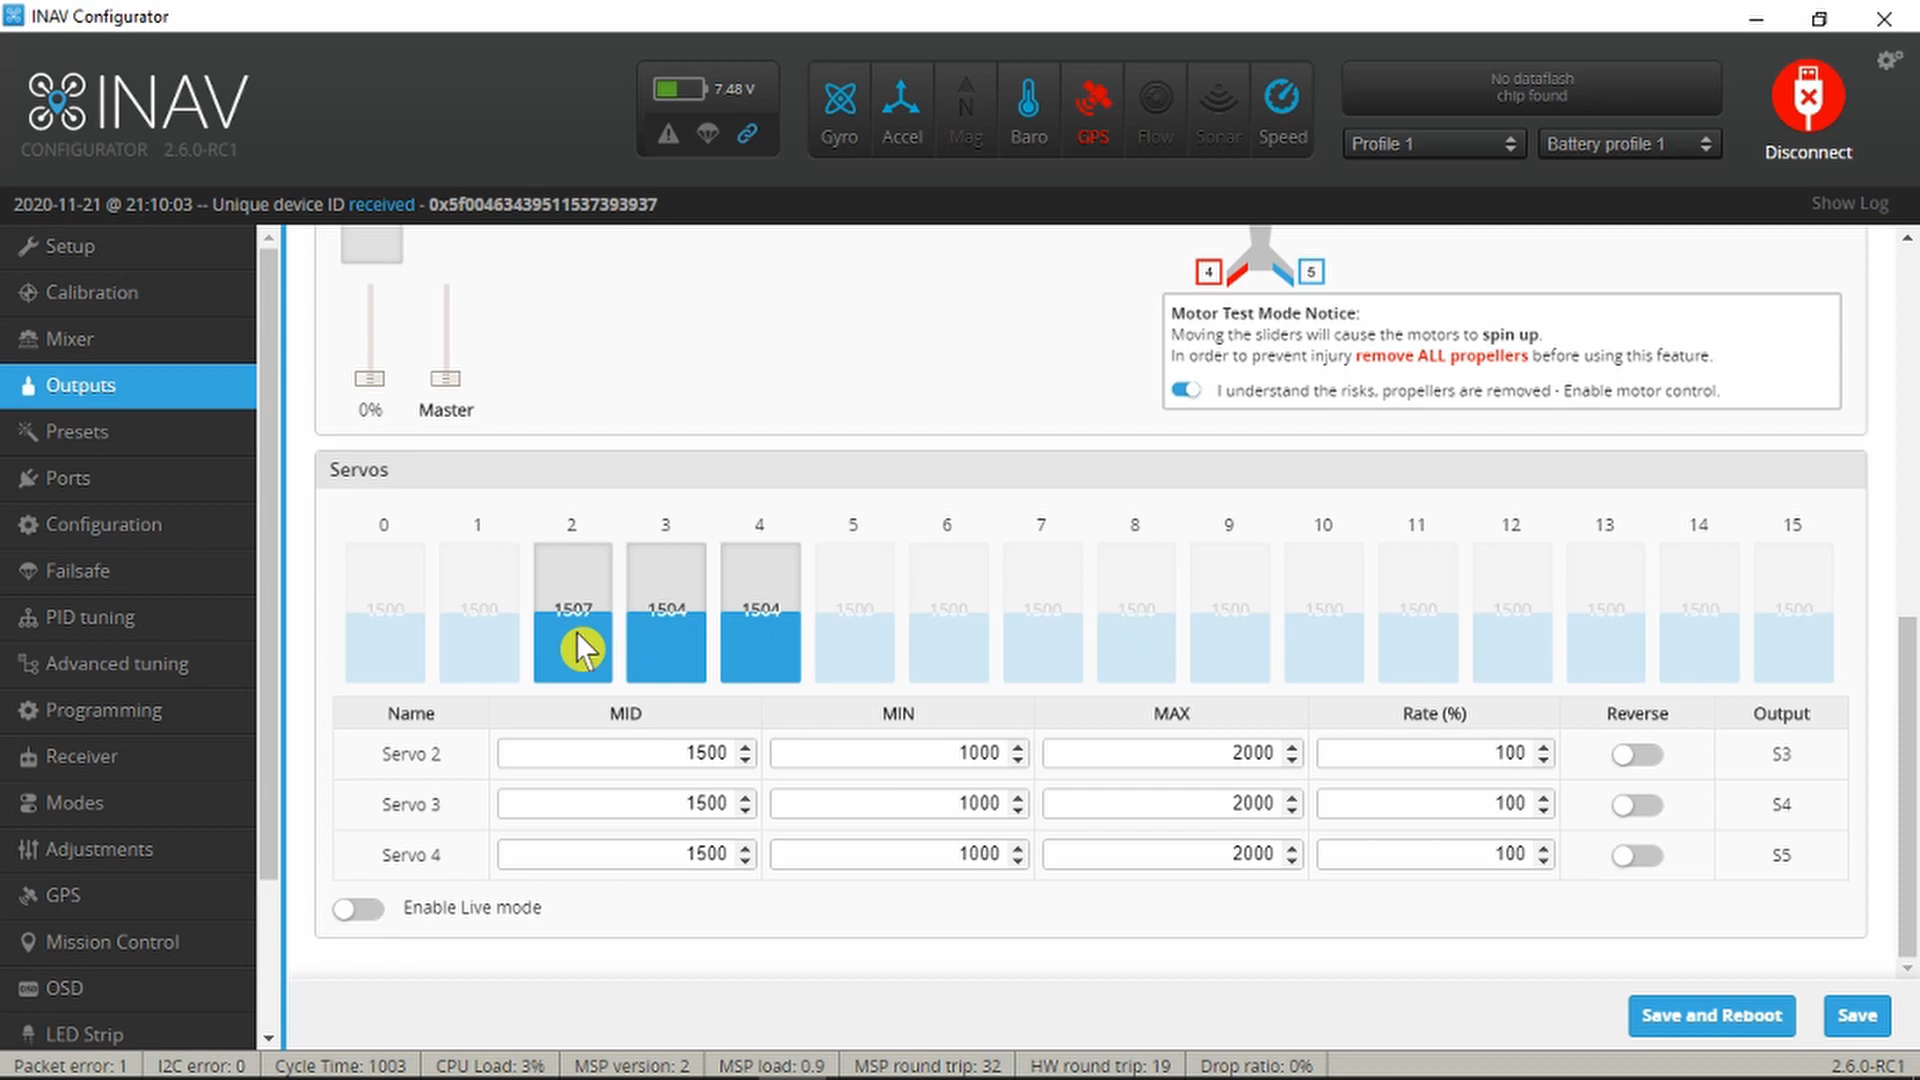 INAV Configurator
INAV
CONFIGURATOR 2.6.0-RC1
7.48 V
Gyro
Accel
Mag
Baro
GPS
Flow
Sonar
Speed
No dataflash
chip found
Profile 1
Battery profile 1
Disconnect
2020-11-21 @ 21:10:03 -- Unique device ID received - 0x5f00463439511537393937
Show Log
Setup
Calibration
Mixer
Outputs
Presets
Ports
Configuration
Failsafe
PID tuning
Advanced tuning
Programming
Receiver
Modes
Adjustments
GPS
Mission Control
OSD
LED Strip
0% Master
4 5
Motor Test Mode Notice:
Moving the sliders will cause the motors to spin up.
In order to prevent injury remove ALL propellers before using this feature.
I understand the risks, propellers are removed - Enable motor control.
Servos
0 1 2 3 4 5 6 7 8 9 10 11 12 13 14 15
1500 1500 1507 1504 1504 1500 1500 1500 1500 1500 1500 1500 1500 1500 1500 1500
Name MID MIN MAX Rate (%) Reverse Output
Servo 2 1500 1000 2000 100 S3
Servo 3 1500 1000 2000 100 S4
Servo 4 1500 1000 2000 100 S5
Enable Live mode
Save and Reboot Save
Packet error: 1 I2C error: 0 Cycle Time: 1003 CPU Load: 3% MSP version: 2 MSP load: 0.9 MSP round trip: 32 HW round trip: 19 Drop ratio: 0% 2.6.0-RC1